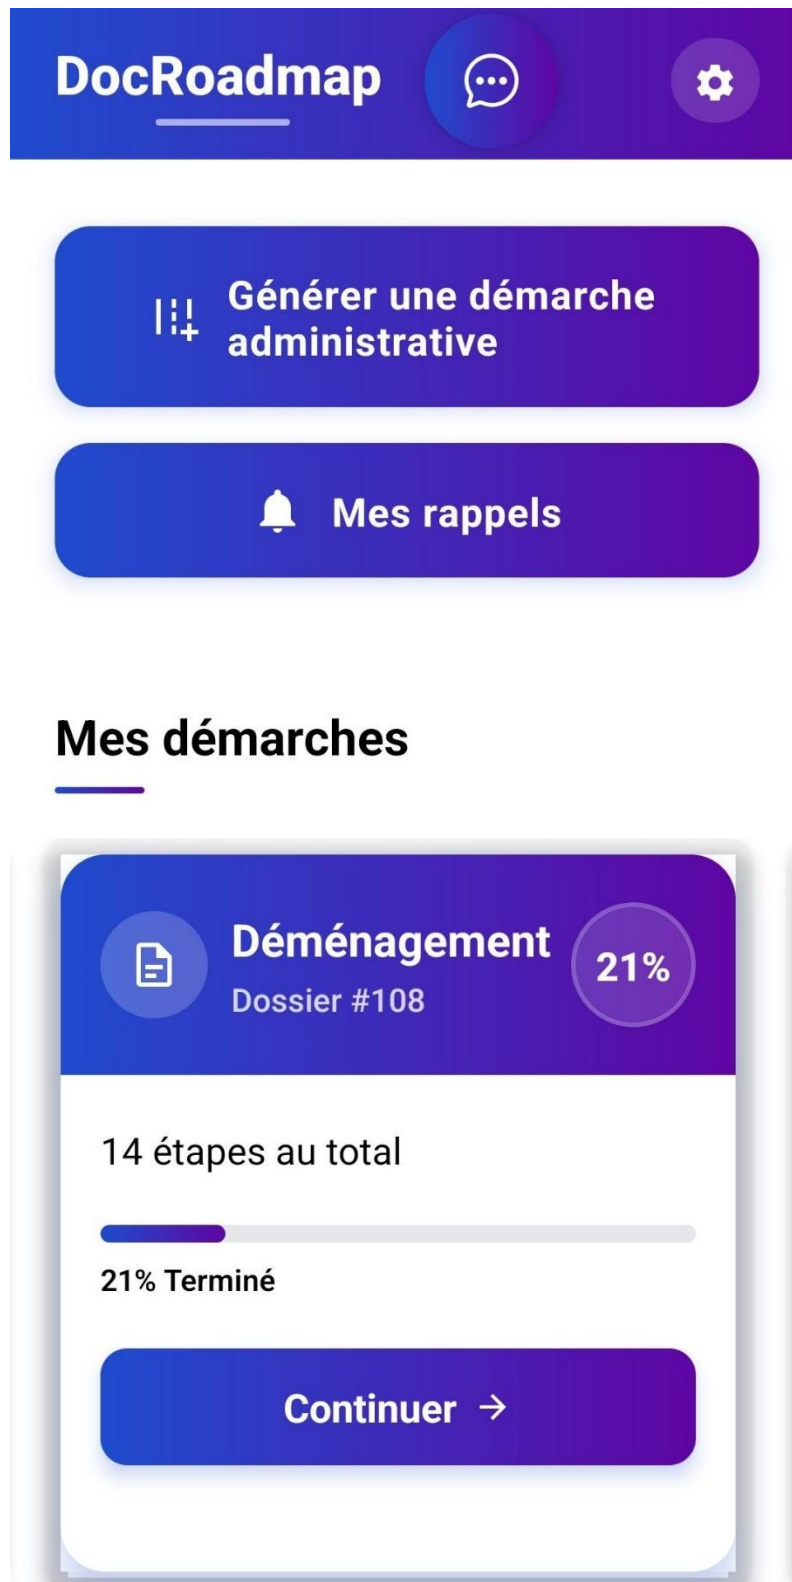 DocRoadmap
Générer une démarche
administrative
Mes rappels
Mes démarches
Déménagement
Dossier #108
21%
14 étapes au total
21% Terminé
Continuer →